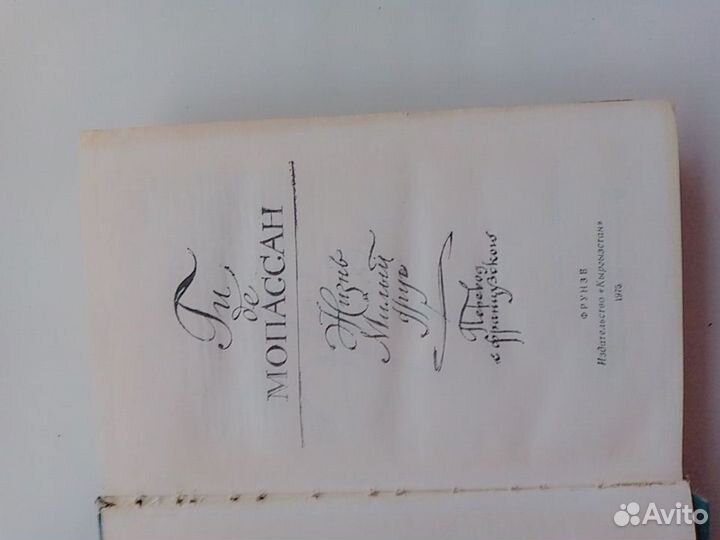 Ги
де
МОПАССАН
Жизнь
Милый
друг
Перевод
с французского
ФРУНЗЕ
Издательство «Кыргызстан»
1975
Avito